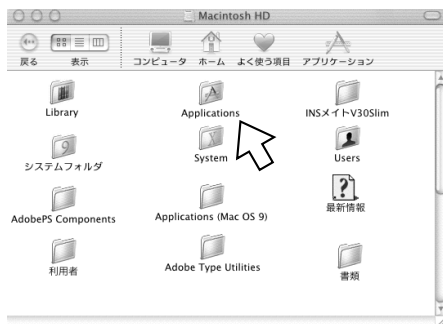 Macintosh HD
戻る 表示 コンピュータ ホーム よく使う項目 アプリケーション
Library Applications INSメイトV30Slim
システムフォルダ System Users
AdobePS Components Applications (Mac OS 9) 最新情報
利用者 Adobe Type Utilities 書類